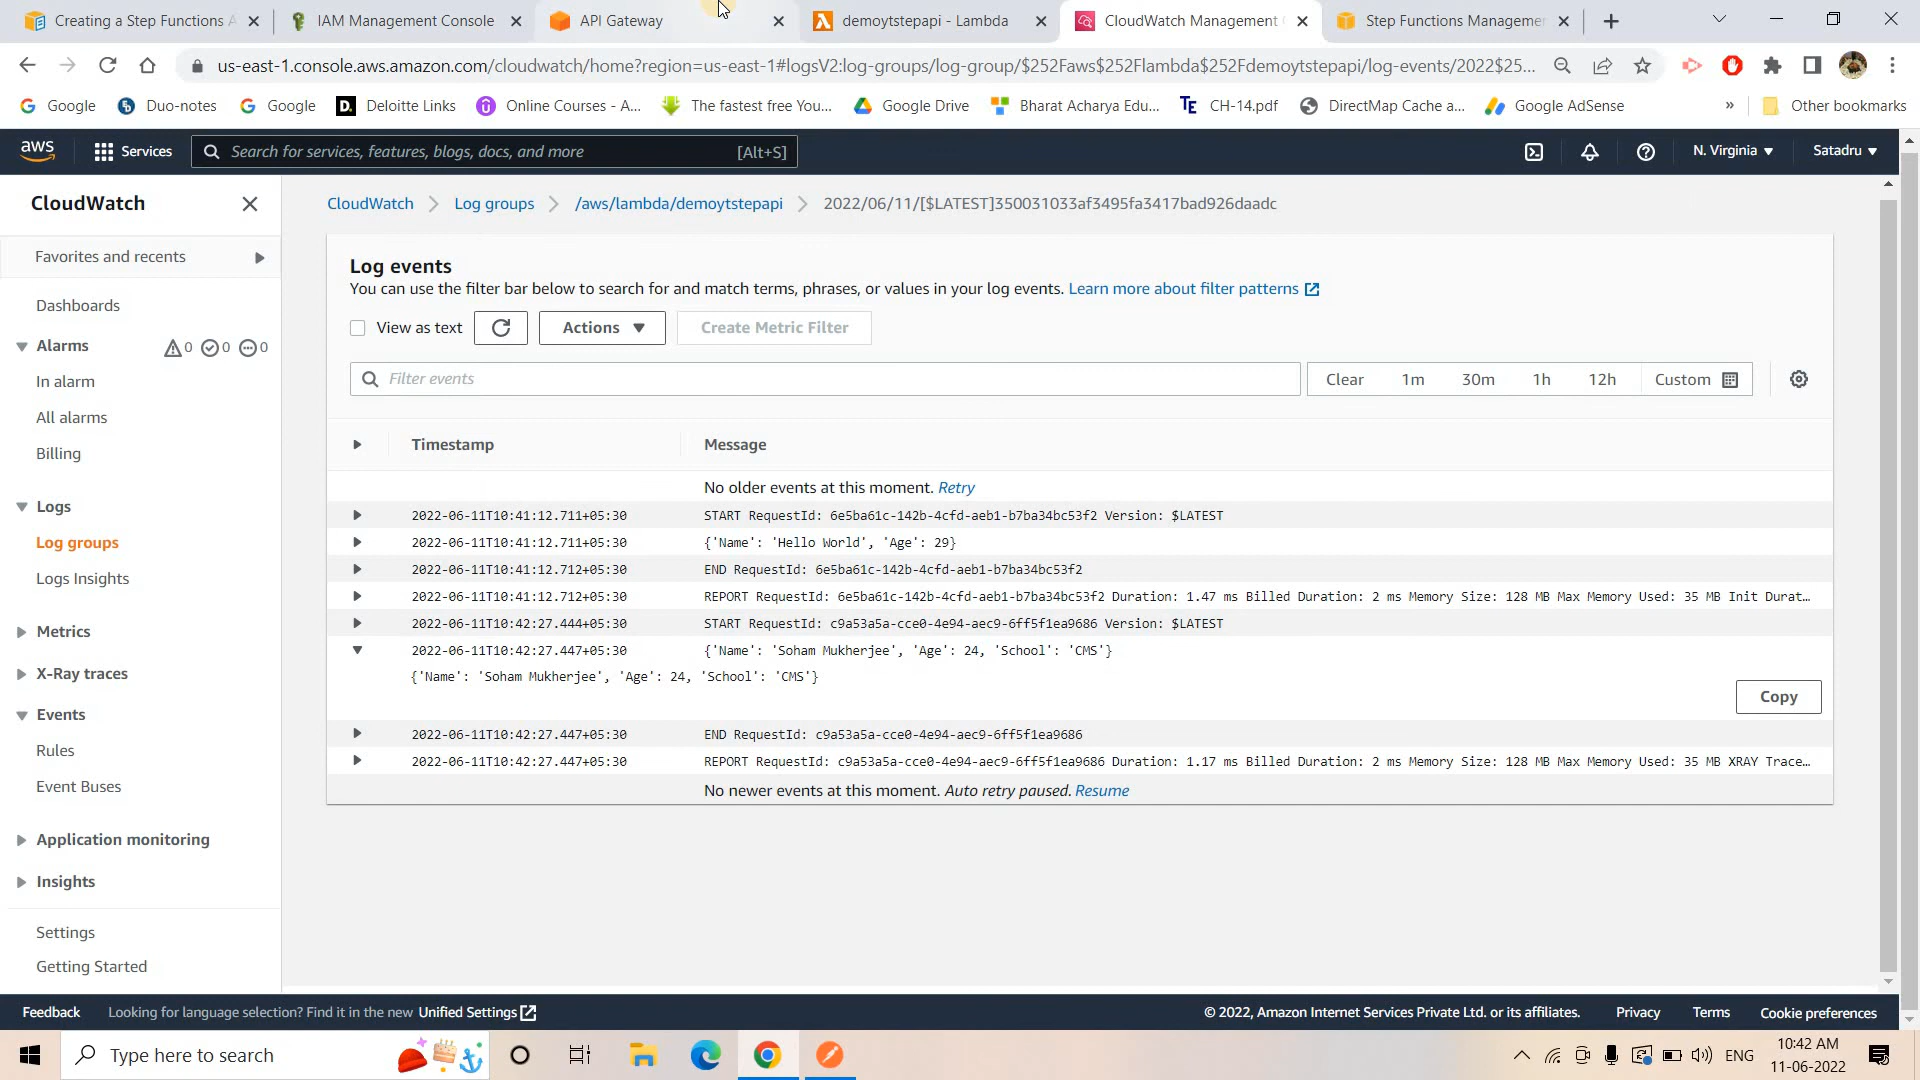 Creating a Step Functions A
IAM Management Console
API Gateway
demoytstepapi - Lambda
CloudWatch Management
Step Functions Managemen
us-east-1.console.aws.amazon.com/cloudwatch/home?region=us-east-1#logsV2:log-groups/log-group/$252Faws$252Flambda$252Fdemoytstepapi/log-events/2022$25...
Google
Duo-notes
Google
Deloitte Links
Online Courses - A...
The fastest free You...
Google Drive
Bharat Acharya Edu...
CH-14.pdf
DirectMap Cache a...
Google AdSense
»
Other bookmarks
aws
Services
Search for services, features, blogs, docs, and more
[Alt+S]
N. Virginia
Satadru
CloudWatch
Favorites and recents
Dashboards
Alarms
0
0
0
In alarm
All alarms
Billing
Logs
Log groups
Logs Insights
Metrics
X-Ray traces
Events
Rules
Event Buses
Application monitoring
Insights
Settings
Getting Started
CloudWatch
Log groups
/aws/lambda/demoytstepapi
2022/06/11/[$LATEST]350031033af3495fa3417bad926daadc
Log events
You can use the filter bar below to search for and match terms, phrases, or values in your log events. Learn more about filter patterns
View as text
Actions
Create Metric Filter
Filter events
Clear
1m
30m
1h
12h
Custom
Timestamp
Message
No older events at this moment. Retry
2022-06-11T10:41:12.711+05:30 START RequestId: 6e5ba61c-142b-4cfd-aeb1-b7ba34bc53f2 Version: $LATEST
2022-06-11T10:41:12.711+05:30 {'Name': 'Hello World', 'Age': 29}
2022-06-11T10:41:12.712+05:30 END RequestId: 6e5ba61c-142b-4cfd-aeb1-b7ba34bc53f2
2022-06-11T10:41:12.712+05:30 REPORT RequestId: 6e5ba61c-142b-4cfd-aeb1-b7ba34bc53f2 Duration: 1.47 ms Billed Duration: 2 ms Memory Size: 128 MB Max Memory Used: 35 MB Init Durat…
2022-06-11T10:42:27.444+05:30 START RequestId: c9a53a5a-cce0-4e94-aec9-6ff5f1ea9686 Version: $LATEST
2022-06-11T10:42:27.447+05:30 {'Name': 'Soham Mukherjee', 'Age': 24, 'School': 'CMS'}
{'Name': 'Soham Mukherjee', 'Age': 24, 'School': 'CMS'}
Copy
2022-06-11T10:42:27.447+05:30 END RequestId: c9a53a5a-cce0-4e94-aec9-6ff5f1ea9686
2022-06-11T10:42:27.447+05:30 REPORT RequestId: c9a53a5a-cce0-4e94-aec9-6ff5f1ea9686 Duration: 1.17 ms Billed Duration: 2 ms Memory Size: 128 MB Max Memory Used: 35 MB XRAY Trace…
No newer events at this moment. Auto retry paused. Resume
Feedback
Looking for language selection? Find it in the new Unified Settings
© 2022, Amazon Internet Services Private Ltd. or its affiliates.
Privacy
Terms
Cookie preferences
Type here to search
ENG
10:42 AM
11-06-2022